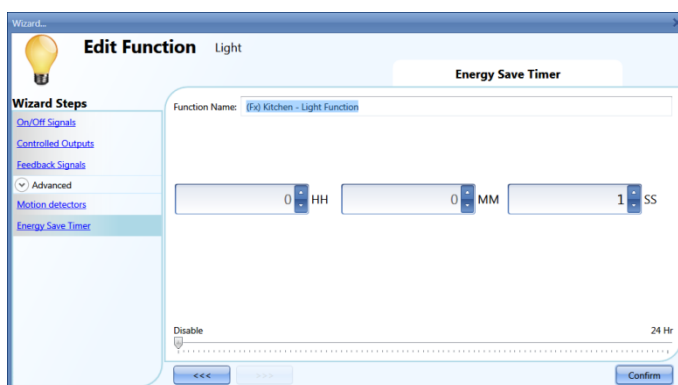 Wizard...
Edit Function Light
Energy Save Timer
Wizard Steps
On/Off Signals
Controlled Outputs
Feedback Signals
Advanced
Motion detectors
Energy Save Timer
Function Name: (Fx) Kitchen - Light Function
0 HH 0 MM 1 SS
Disable 24 Hr
<<< >>> Confirm